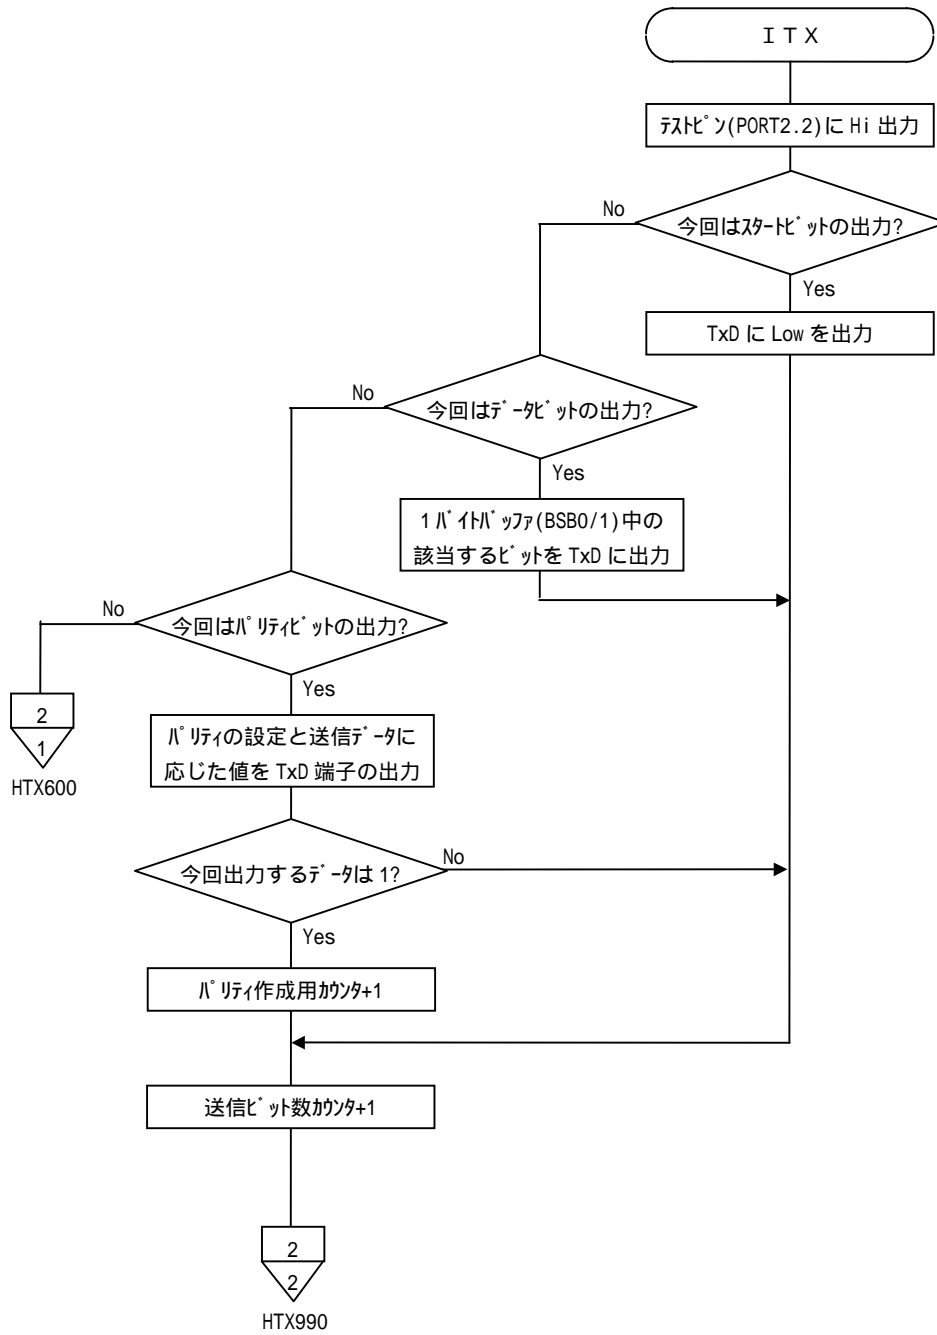 ＩＴＸ
ﾃｽﾄﾋﾟﾝ(PORT2.2)に Hi 出力
No
今回はｽﾀｰﾄﾋﾞｯﾄの出力?
Yes
TxD に Low を出力
No
今回はﾃﾞｰﾀﾋﾞｯﾄの出力?
Yes
1 ﾊﾞｲﾄﾊﾞｯﾌｧ(BSB0/1)中の
該当するﾋﾞｯﾄを TxD に出力
No
今回はﾊﾟﾘﾃｨﾋﾞｯﾄの出力?
Yes
2
1
HTX600
ﾊﾟﾘﾃｨの設定と送信ﾃﾞｰﾀに
応じた値を TxD 端子の出力
No
今回出力するﾃﾞｰﾀは 1?
Yes
ﾊﾟﾘﾃｨ作成用ｶｳﾝﾀ+1
送信ﾋﾞｯﾄ数ｶｳﾝﾀ+1
2
2
HTX990